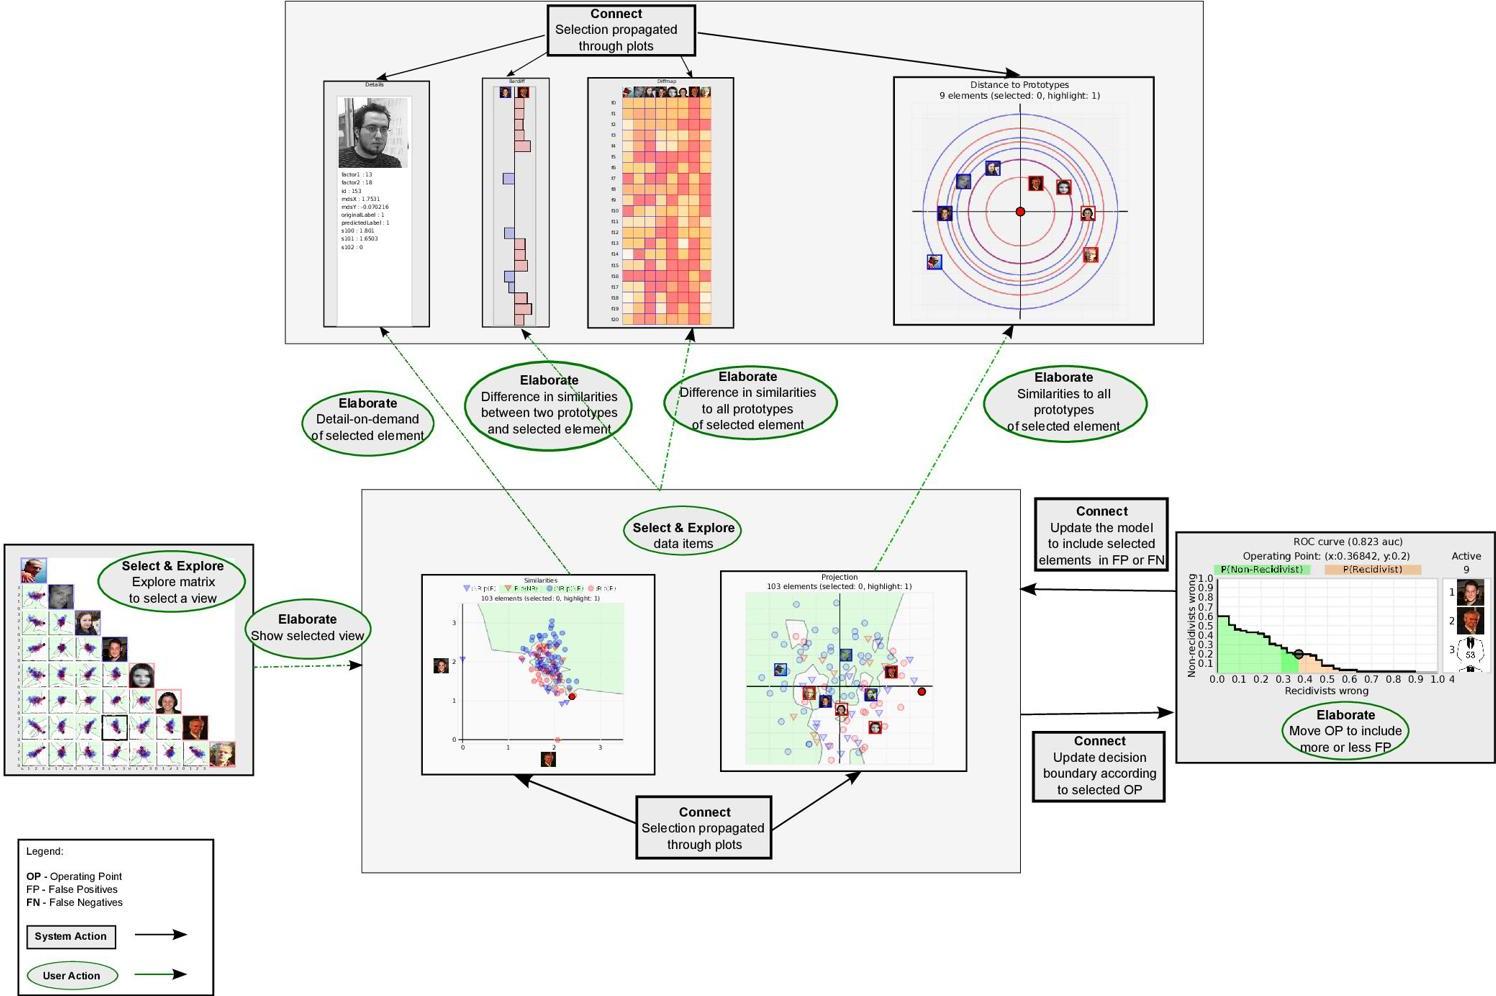 Connect
Selection propagated
through plots
Details
factor1 : 13
factor2 : 18
id : 153
mdsX : 1.7531
mdsY : -0.070216
originalLabel : 1
predictedLabel : 1
s100 : 1.801
s101 : 1.6503
s102 : 0
Bardiff
Diffmap
f0
f1
f2
f3
f4
f5
f6
f7
f8
f9
f10
f11
f12
f13
f14
f15
f16
f17
f18
f19
f20
Distance to Prototypes
9 elements (selected: 0, highlight: 1)
Elaborate
Detail-on-demand
of selected element
Elaborate
Difference in similarities
between two prototypes
and selected element
Elaborate
Difference in similarities
to all prototypes
of selected element
Elaborate
Similarities to all
prototypes
of selected element
Select & Explore
Explore matrix
to select a view
Elaborate
Show selected view
Select & Explore
data items
Similarities
103 elements (selected: 0, highlight: 1)
3
2
1
0
0 1 2 3
Projection
103 elements (selected: 0, highlight: 1)
Connect
Selection propagated
through plots
Connect
Update the model
to include selected
elements in FP or FN
Connect
Update decision
boundary according
to selected OP
ROC curve (0.823 auc)
Operating Point: (x:0.36842, y:0.2)
P(Non-Recidivist) P(Recidivist)
Non-recidivists wrong
1.0
0.9
0.8
0.7
0.6
0.5
0.4
0.3
0.2
0.1
0.0 0.1 0.2 0.3 0.4 0.5 0.6 0.7 0.8 0.9 1.0
Recidivists wrong
Active
9
1
2
3
53
4
Elaborate
Move OP to include
more or less FP
Legend:
OP - Operating Point
FP - False Positives
FN - False Negatives
System Action
User Action